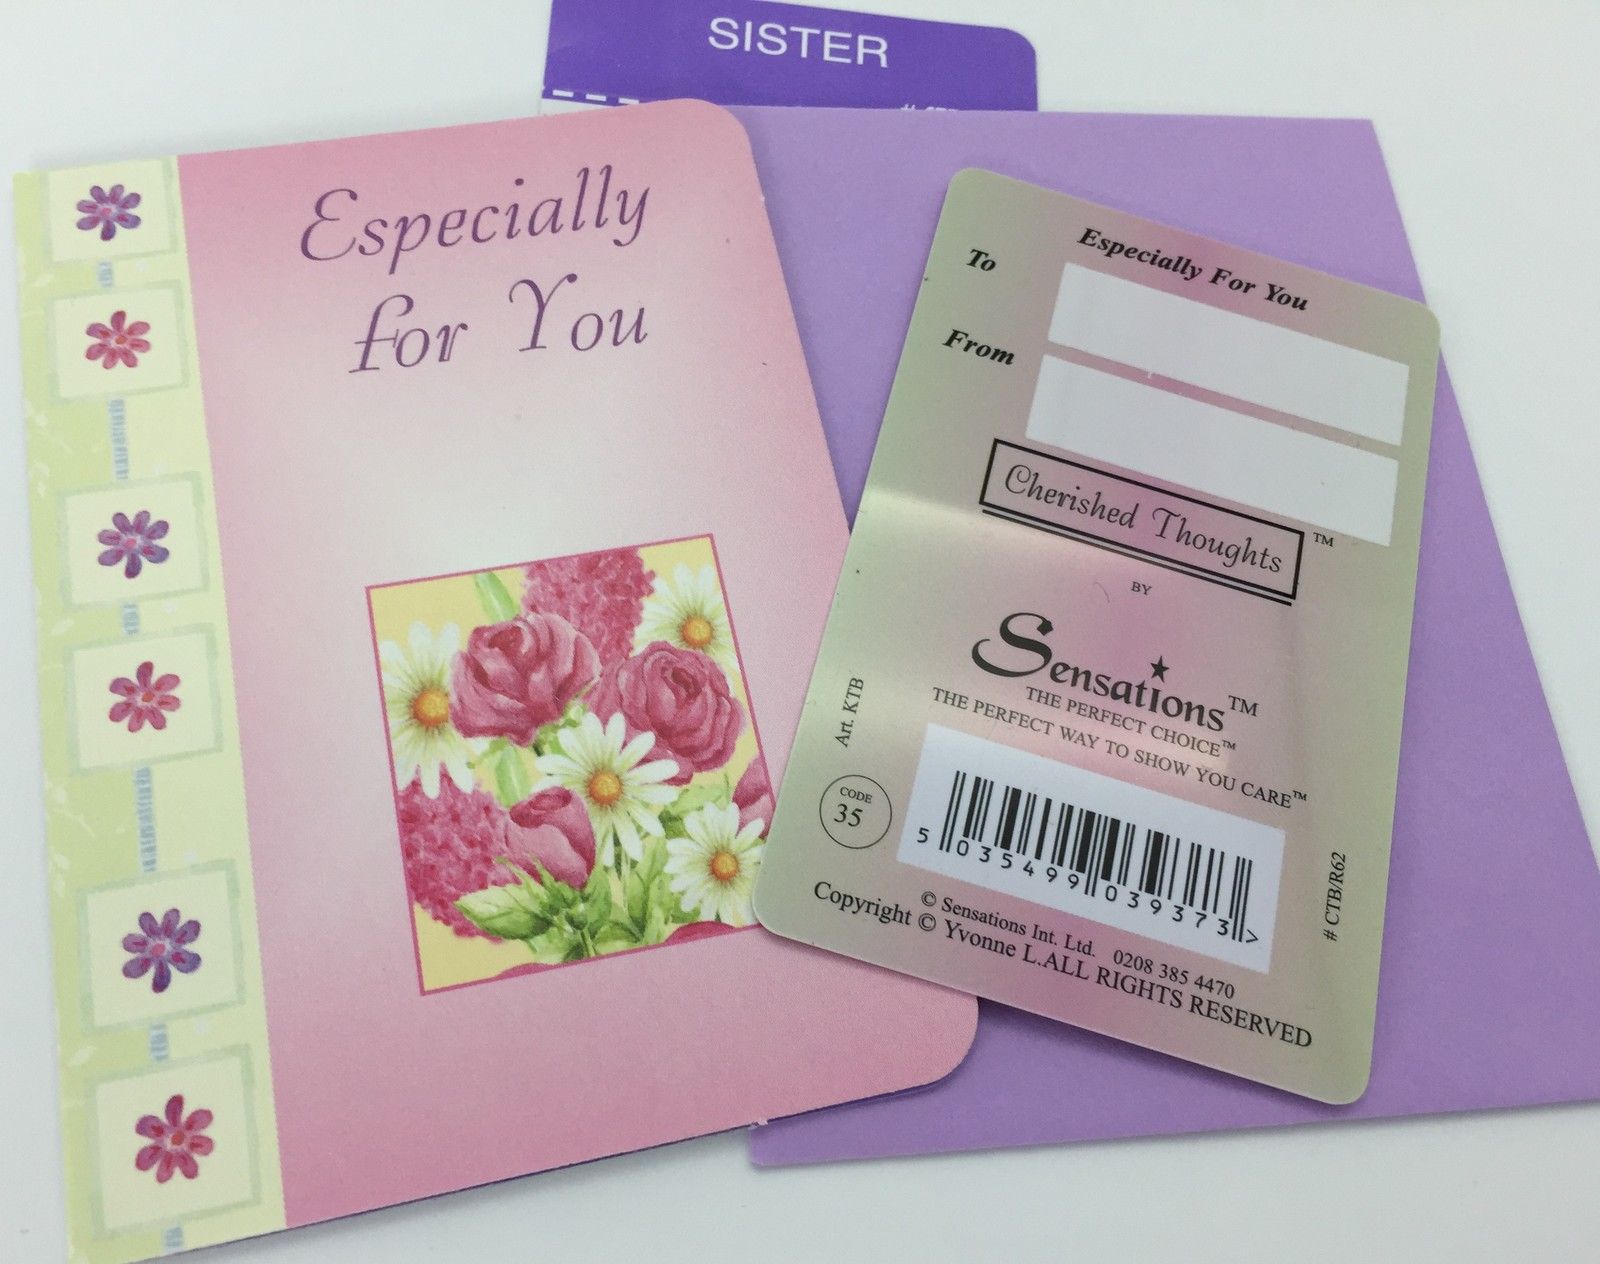 SISTER
Especially
for You
Especially For You
To
From
Cherished Thoughts ™
BY
Sensations™
THE PERFECT CHOICE™
THE PERFECT WAY TO SHOW YOU CARE™
Art. KTB
CODE
35
5 035499 039373 >
# CTB/R62
© Sensations Int. Ltd. 0208 385 4470
Copyright © Yvonne L.ALL RIGHTS RESERVED